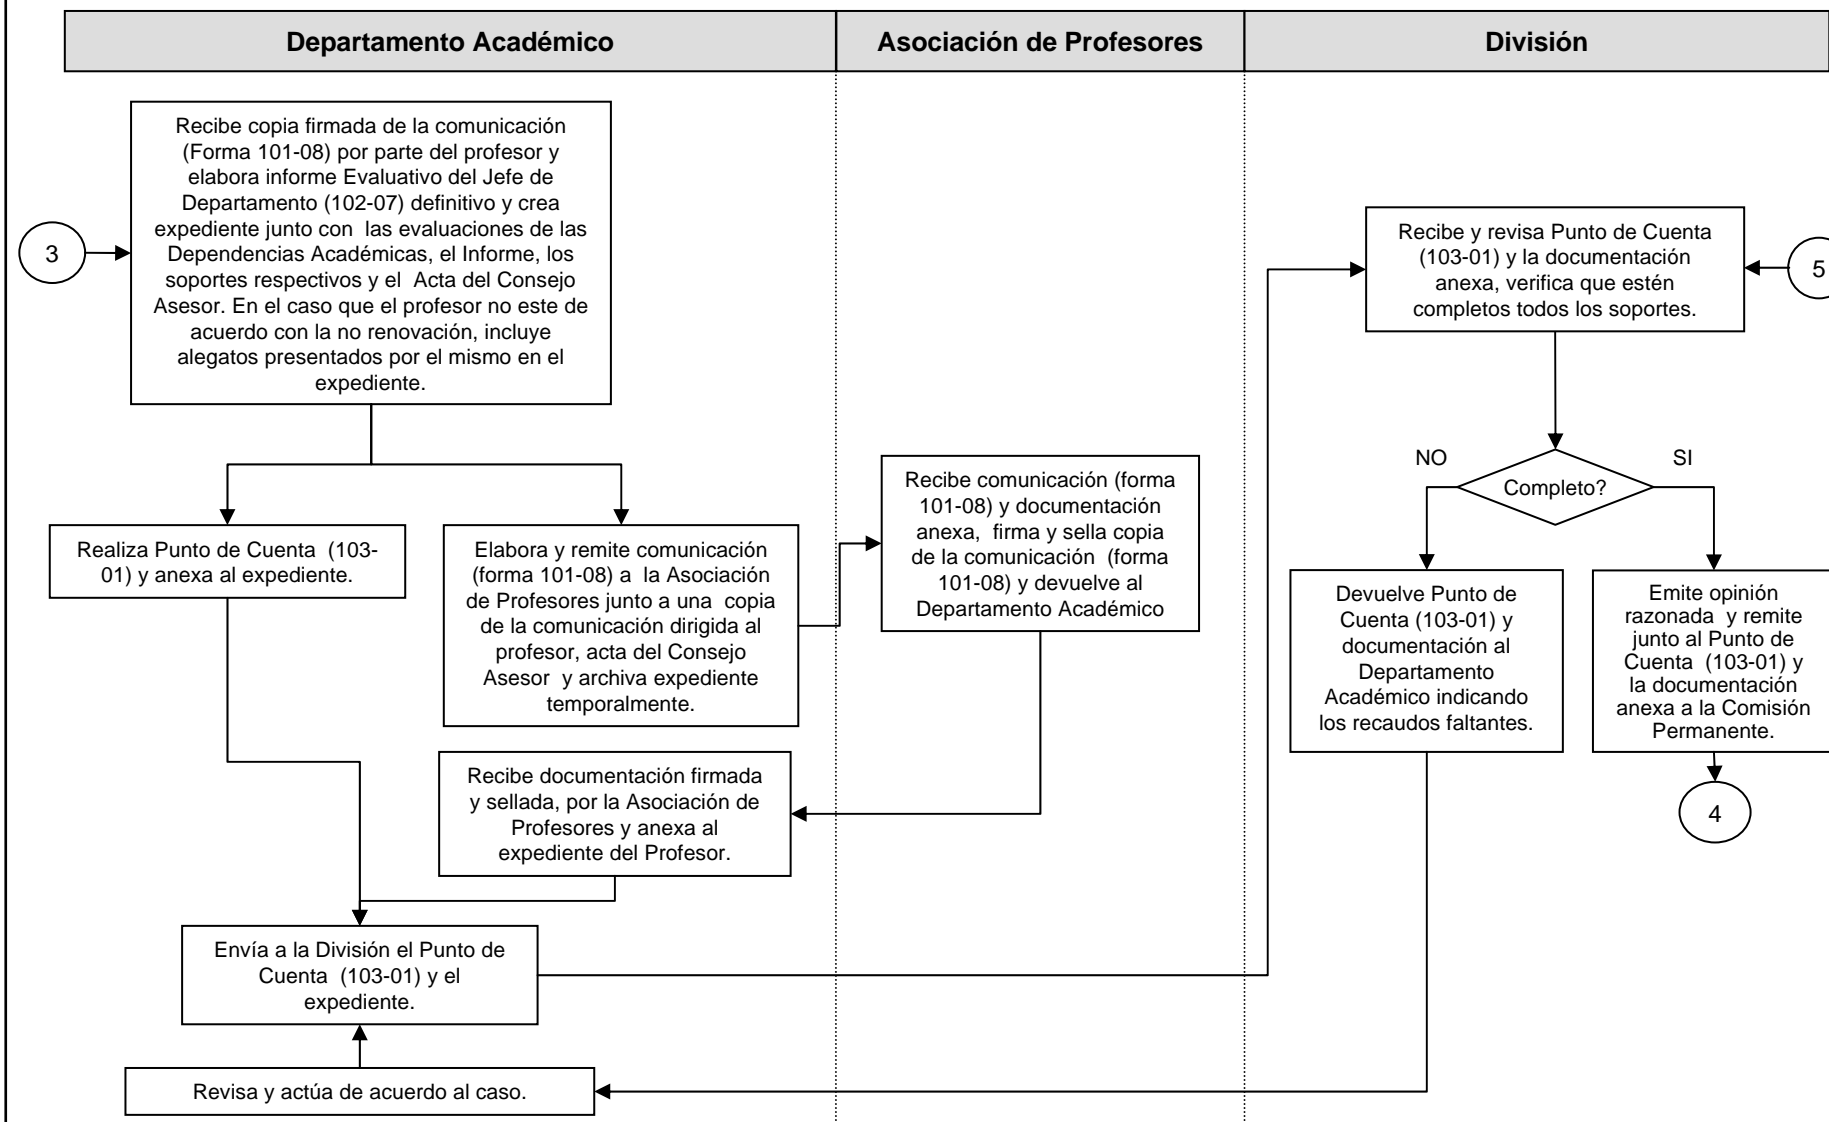 Departamento Académico
Asociación de Profesores
División
Recibe copia firmada de la comunicación
(Forma 101-08) por parte del profesor y
elabora informe Evaluativo del Jefe de
Departamento (102-07) definitivo y crea
expediente junto con las evaluaciones de las
Dependencias Académicas, el Informe, los
soportes respectivos y el Acta del Consejo
Asesor. En el caso que el profesor no este de
acuerdo con la no renovación, incluye
alegatos presentados por el mismo en el
expediente.
3
Recibe y revisa Punto de Cuenta
(103-01) y la documentación
anexa, verifica que estén
completos todos los soportes.
5
NO
SI
Completo?
Realiza Punto de Cuenta (103-
01) y anexa al expediente.
Elabora y remite comunicación
(forma 101-08) a la Asociación
de Profesores junto a una copia
de la comunicación dirigida al
profesor, acta del Consejo
Asesor y archiva expediente
temporalmente.
Recibe comunicación (forma
101-08) y documentación
anexa, firma y sella copia
de la comunicación (forma
101-08) y devuelve al
Departamento Académico
Devuelve Punto de
Cuenta (103-01) y
documentación al
Departamento
Académico indicando
los recaudos faltantes.
Emite opinión
razonada y remite
junto al Punto de
Cuenta (103-01) y
la documentación
anexa a la Comisión
Permanente.
Recibe documentación firmada
y sellada, por la Asociación de
Profesores y anexa al
expediente del Profesor.
4
Envía a la División el Punto de
Cuenta (103-01) y el
expediente.
Revisa y actúa de acuerdo al caso.